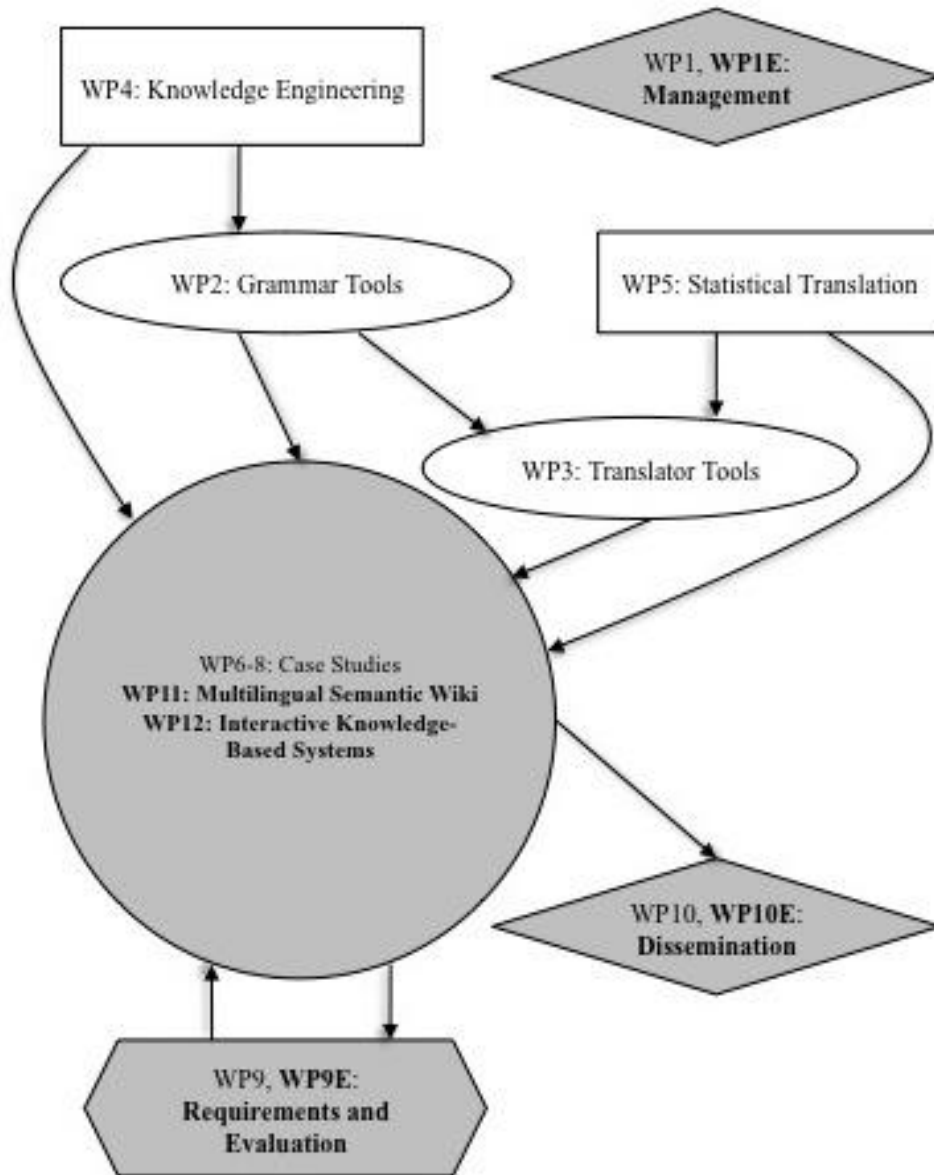 WP4: Knowledge Engineering
WP1, WP1E:
Management
WP2: Grammar Tools
WP5: Statistical Translation
WP3: Translator Tools
WP6-8: Case Studies
WP11: Multilingual Semantic Wiki
WP12: Interactive Knowledge-
Based Systems
WP10, WP10E:
Dissemination
WP9, WP9E:
Requirements and
Evaluation